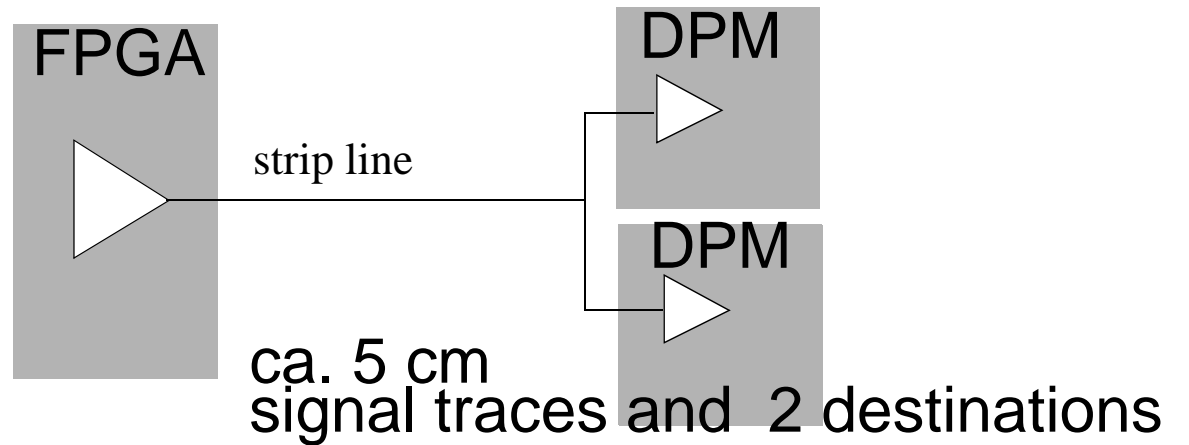 FPGA
DPM
strip line
DPM
ca. 5 cm
signal traces and 2 destinations